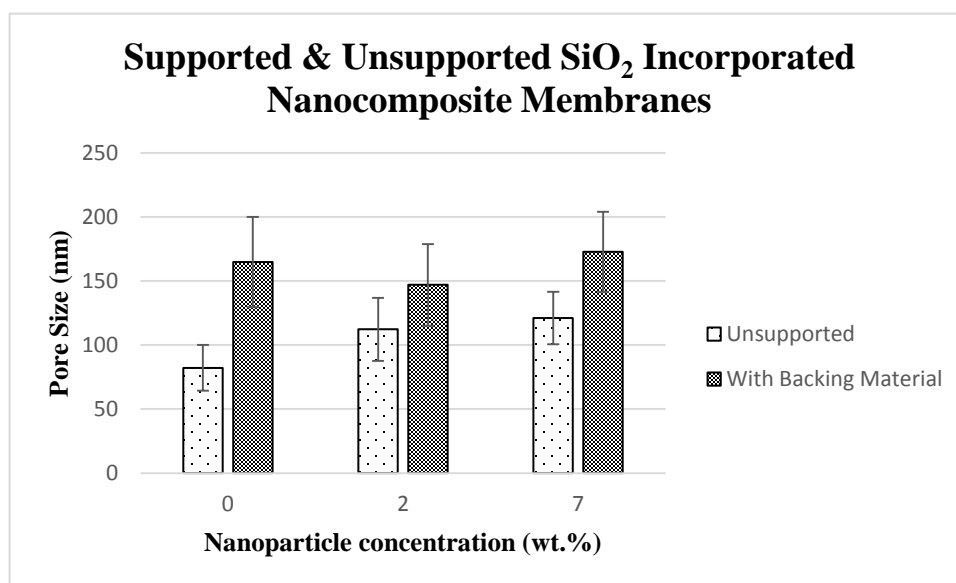 Supported & Unsupported SiO₂ Incorporated
Nanocomposite Membranes
250
200
150
100
50
0
Pore Size (nm)
0
2
7
Nanoparticle concentration (wt.%)
Unsupported
With Backing Material